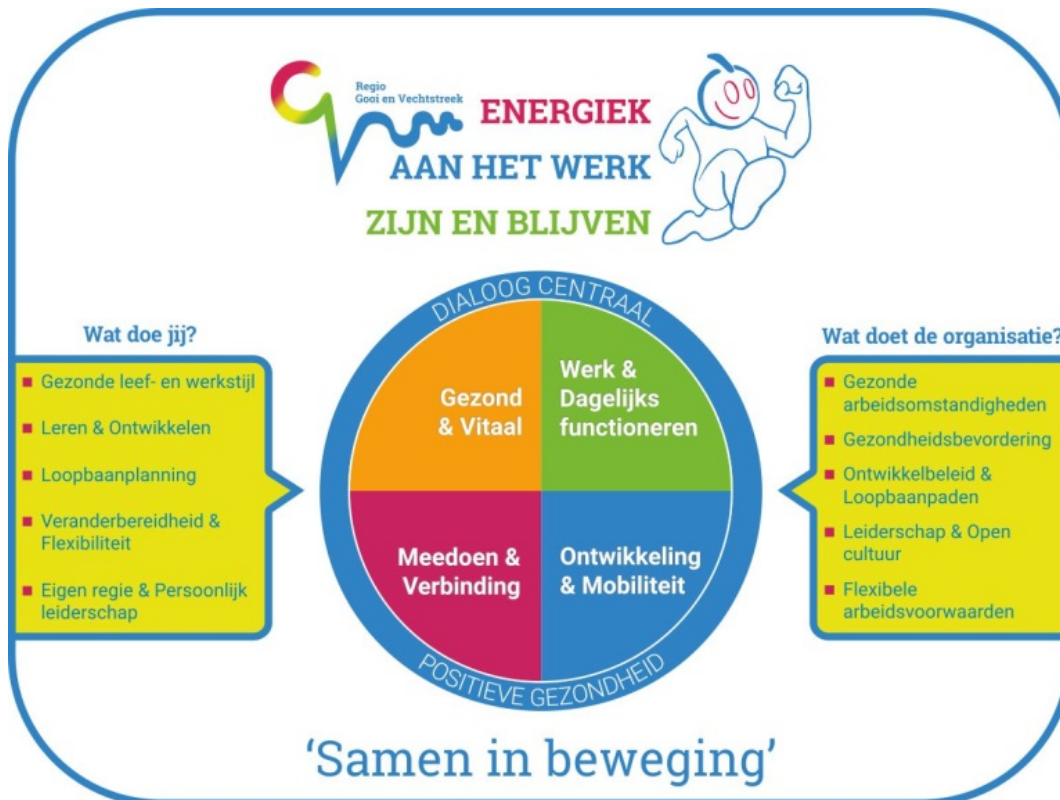 Regio
Gooi en Vechtstreek
ENERGIEK
AAN HET WERK
ZIJN EN BLIJVEN
Wat doe jij?
Gezonde leef- en werkstijl
Leren & Ontwikkelen
Loopbaanplanning
Veranderbereidheid &
Flexibiliteit
Eigen regie & Persoonlijk
leiderschap
DIALOOG CENTRAAL
Gezond
& Vitaal
Werk &
Dagelijks
functioneren
Meedoen &
Verbinding
Ontwikkeling
& Mobiliteit
POSITIEVE GEZONDHEID
Wat doet de organisatie?
Gezonde
arbeidsomstandigheden
Gezondheidsbevordering
Ontwikkelbeleid &
Loopbaanpaden
Leiderschap & Open
cultuur
Flexibele
arbeidsvoorwaarden
‘Samen in beweging’